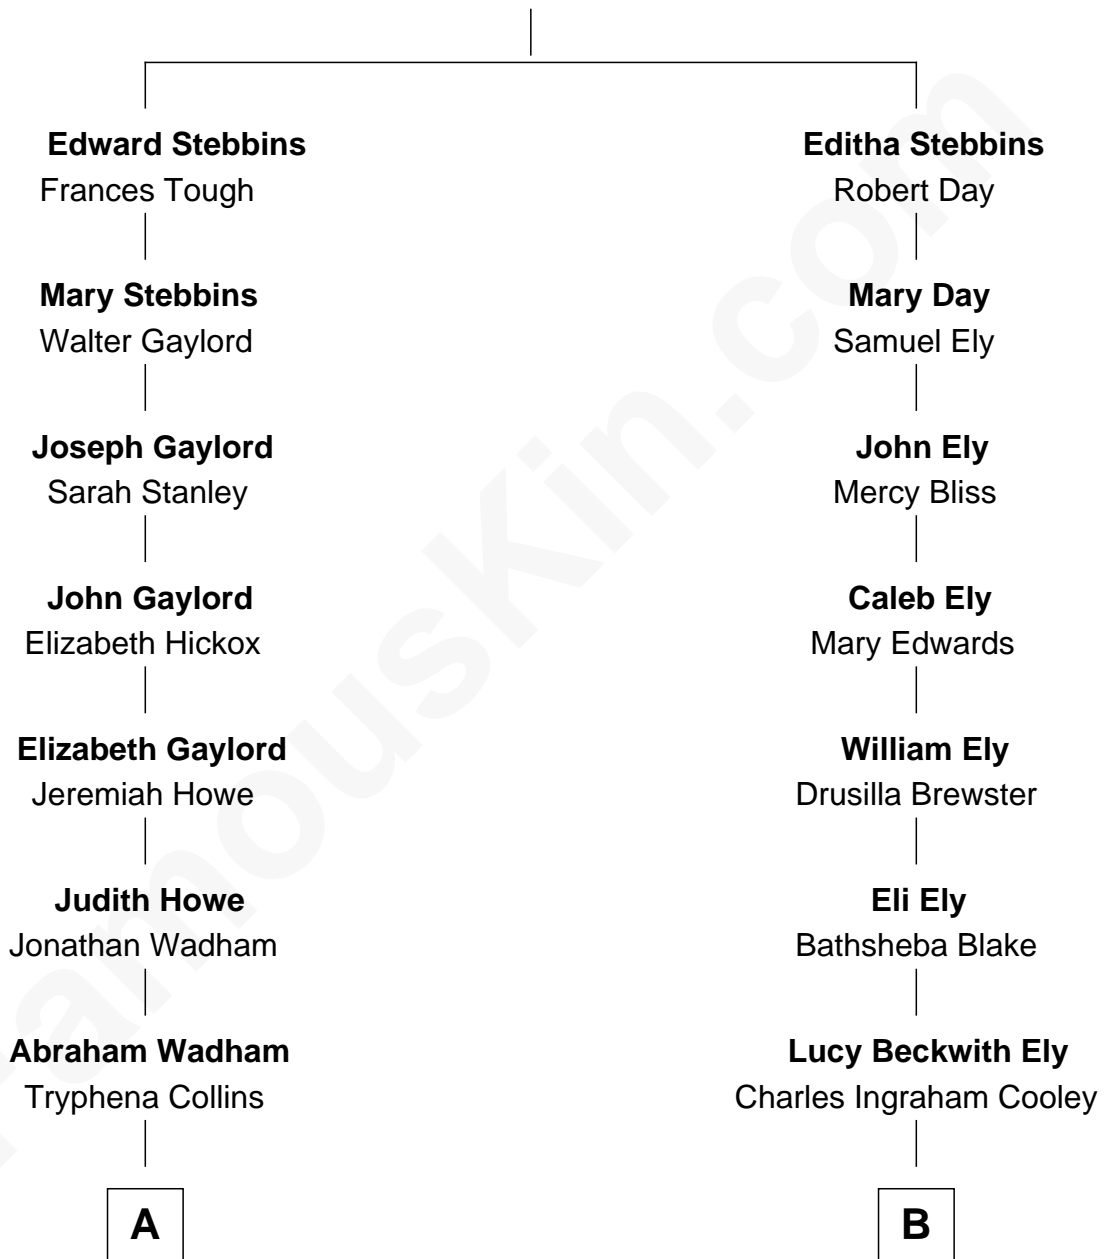 Edward Stebbins
Frances Tough
Mary Stebbins
Walter Gaylord
Joseph Gaylord
Sarah Stanley
John Gaylord
Elizabeth Hickox
Elizabeth Gaylord
Jeremiah Howe
Judith Howe
Jonathan Wadham
Abraham Wadham
Tryphena Collins
A
Editha Stebbins
Robert Day
Mary Day
Samuel Ely
John Ely
Mercy Bliss
Caleb Ely
Mary Edwards
William Ely
Drusilla Brewster
Eli Ely
Bathsheba Blake
Lucy Beckwith Ely
Charles Ingraham Cooley
B
FamousKin.com